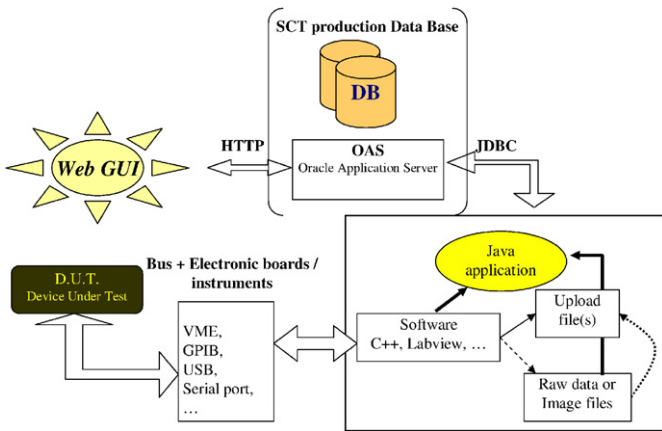 SCT production Data Base
DB
HTTP
OAS
JDBC
Oracle Application Server
Web GUI
Java
application
Bus + Electronic boards /
instruments
D.U.T.
Device Under Test
Upload
file(s)
Software
C++, Labview, …
VME,
GPIB,
USB,
Serial port,
…
Raw data or
Image files